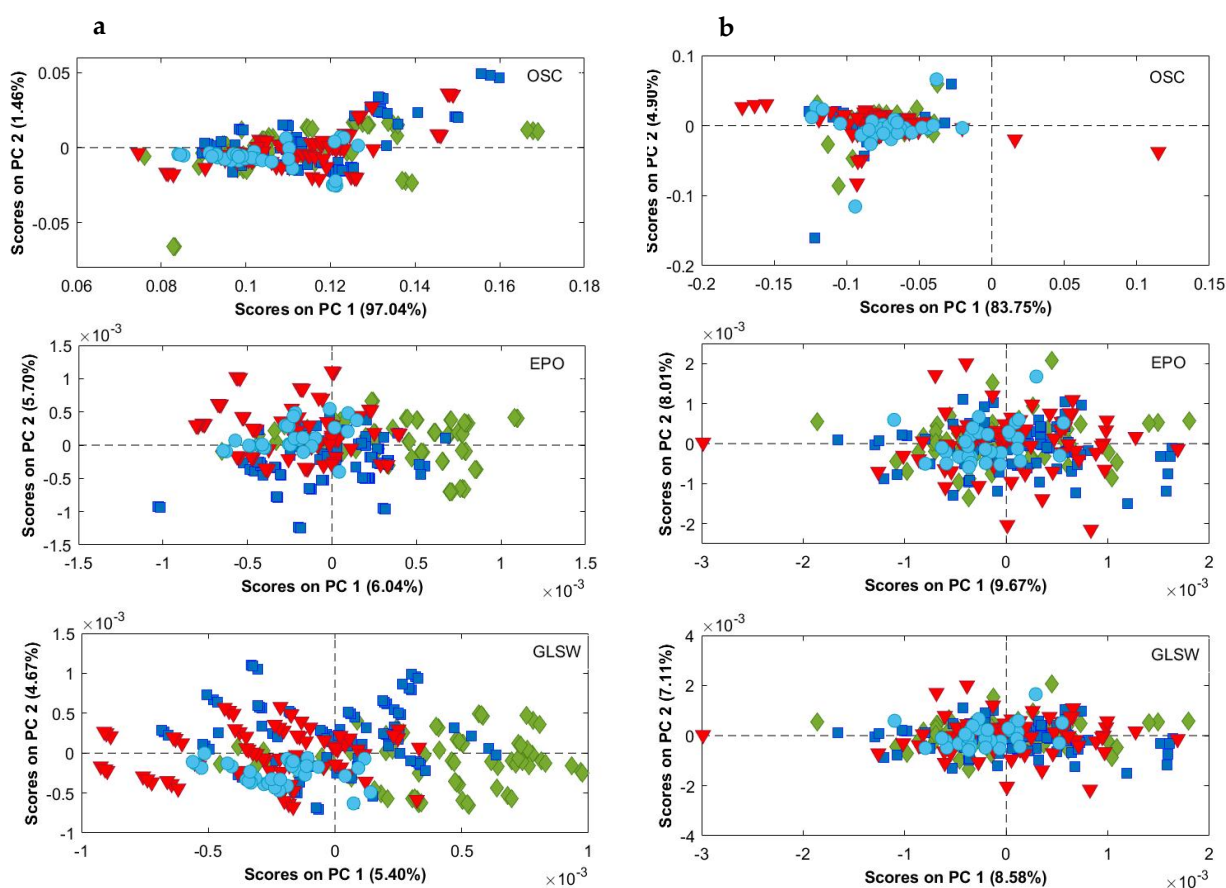 a
b
OSC
Scores on PC 2 (1.46%)
0.05
0
-0.05
0.06 0.08 0.1 0.12 0.14 0.16 0.18
Scores on PC 1 (97.04%)
OSC
Scores on PC 2 (4.90%)
0.1
0.1
0
-0.1
-0.2
-0.2 -0.15 -0.1 -0.05 0 0.05 0.1 0.15
Scores on PC 1 (83.75%)
×10-3
EPO
Scores on PC 2 (5.70%)
1.5
1
0.5
0
-0.5
-1
-1.5
-1.5 -1 -0.5 0 0.5 1 1.5
Scores on PC 1 (6.04%)
×10-3
×10-3
EPO
Scores on PC 2 (8.01%)
2
1
0
-1
-2
-3 -2 -1 0 1 2
Scores on PC 1 (9.67%)
×10-3
×10-3
GLSW
Scores on PC 2 (4.67%)
1.5
1
0.5
0
-0.5
-1
-1 -0.5 0 0.5 1
Scores on PC 1 (5.40%)
×10-3
×10-3
GLSW
Scores on PC 2 (7.11%)
4
2
0
-2
-4
-3 -2 -1 0 1 2
Scores on PC 1 (8.58%)
×10-3